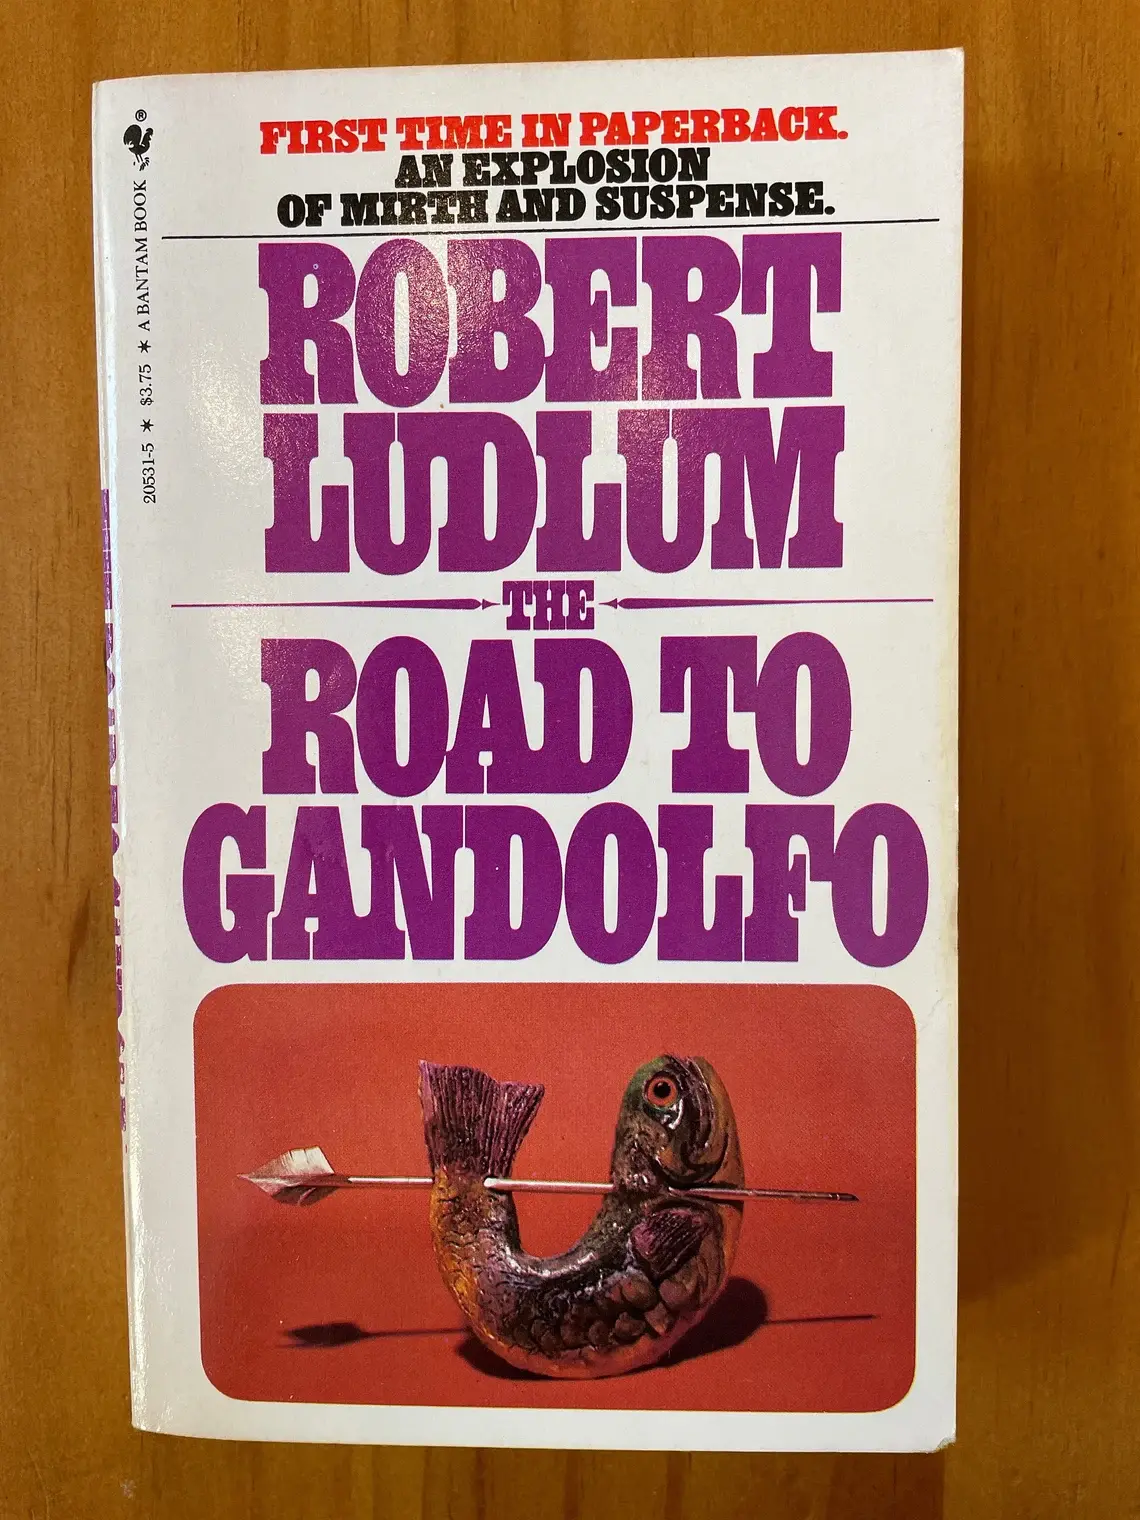 FIRST TIME IN PAPERBACK.
AN EXPLOSION
OF MIRTH AND SUSPENSE.
ROBERT
LUDLUM
THE
ROAD TO
GANDOLFO
20531-5 * $3.75 * A BANTAM BOOK ®